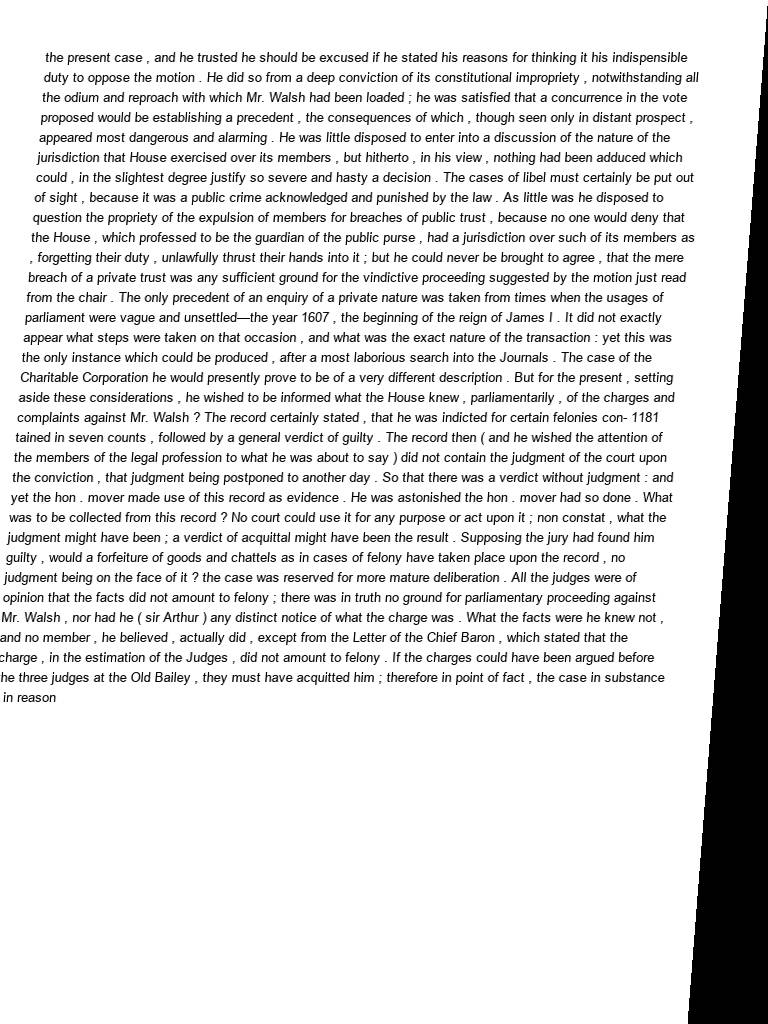 the present case , and he trusted he should be excused if he stated his reasons for thinking it his indispensible
duty to oppose the motion . He did so from a deep conviction of its constitutional impropriety , notwithstanding all
the odium and reproach with which Mr. Walsh had been loaded ; he was satisfied that a concurrence in the vote
proposed would be establishing a precedent , the consequences of which , though seen only in distant prospect ,
appeared most dangerous and alarming . He was little disposed to enter into a discussion of the nature of the
jurisdiction that House exercised over its members , but hitherto , in his view , nothing had been adduced which
could , in the slightest degree justify so severe and hasty a decision . The cases of libel must certainly be put out
of sight , because it was a public crime acknowledged and punished by the law . As little was he disposed to
question the propriety of the expulsion of members for breaches of public trust , because no one would deny that
the House , which professed to be the guardian of the public purse , had a jurisdiction over such of its members as
, forgetting their duty , unlawfully thrust their hands into it ; but he could never be brought to agree , that the mere
breach of a private trust was any sufficient ground for the vindictive proceeding suggested by the motion just read
from the chair . The only precedent of an enquiry of a private nature was taken from times when the usages of
parliament were vague and unsettled—the year 1607 , the beginning of the reign of James I . It did not exactly
appear what steps were taken on that occasion , and what was the exact nature of the transaction : yet this was
the only instance which could be produced , after a most laborious search into the Journals . The case of the
Charitable Corporation he would presently prove to be of a very different description . But for the present , setting
aside these considerations , he wished to be informed what the House knew , parliamentarily , of the charges and
complaints against Mr. Walsh ? The record certainly stated , that he was indicted for certain felonies con- 1181
tained in seven counts , followed by a general verdict of guilty . The record then ( and he wished the attention of
the members of the legal profession to what he was about to say ) did not contain the judgment of the court upon
the conviction , that judgment being postponed to another day . So that there was a verdict without judgment : and
yet the hon . mover made use of this record as evidence . He was astonished the hon . mover had so done . What
was to be collected from this record ? No court could use it for any purpose or act upon it ; non constat , what the
judgment might have been ; a verdict of acquittal might have been the result . Supposing the jury had found him
guilty , would a forfeiture of goods and chattels as in cases of felony have taken place upon the record , no
judgment being on the face of it ? the case was reserved for more mature deliberation . All the judges were of
opinion that the facts did not amount to felony ; there was in truth no ground for parliamentary proceeding against
Mr. Walsh , nor had he ( sir Arthur ) any distinct notice of what the charge was . What the facts were he knew not ,
and no member , he believed , actually did , except from the Letter of the Chief Baron , which stated that the
charge , in the estimation of the Judges , did not amount to felony . If the charges could have been argued before
the three judges at the Old Bailey , they must have acquitted him ; therefore in point of fact , the case in substance
in reason